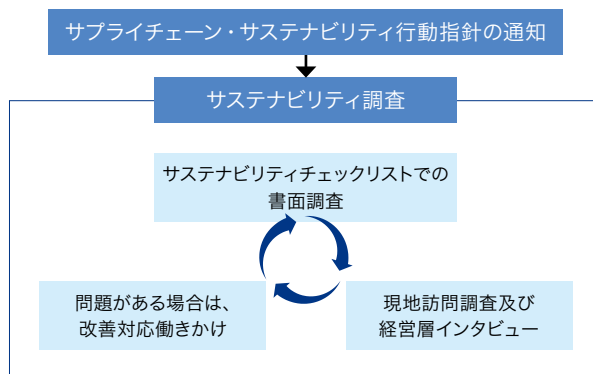 サプライチェーン・サステナビリティ行動指針の通知
サステナビリティ調査
サステナビリティチェックリストでの
書面調査
問題がある場合は、
改善対応働きかけ
現地訪問調査及び
経営層インタビュー